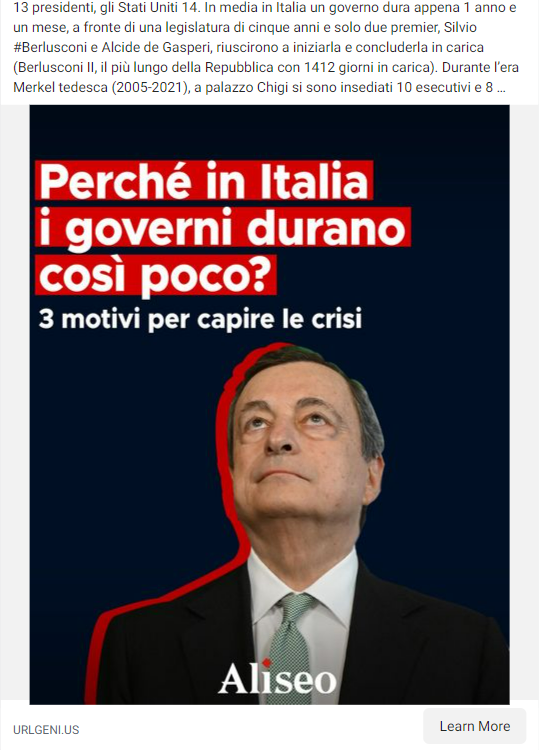 13 presidenti, gli Stati Uniti 14. In media in Italia un governo dura appena 1 anno e
un mese, a fronte di una legislatura di cinque anni e solo due premier, Silvio
#Berlusconi e Alcide de Gasperi, riuscirono a iniziarla e concluderla in carica
(Berlusconi II, il più lungo della Repubblica con 1412 giorni in carica). Durante l'era
Merkel tedesca (2005-2021), a palazzo Chigi si sono insediati 10 esecutivi e 8 ...
Perché in Italia
i governi durano
così poco?
3 motivi per capire le crisi
Aliseo
URLGENI.US
Learn More